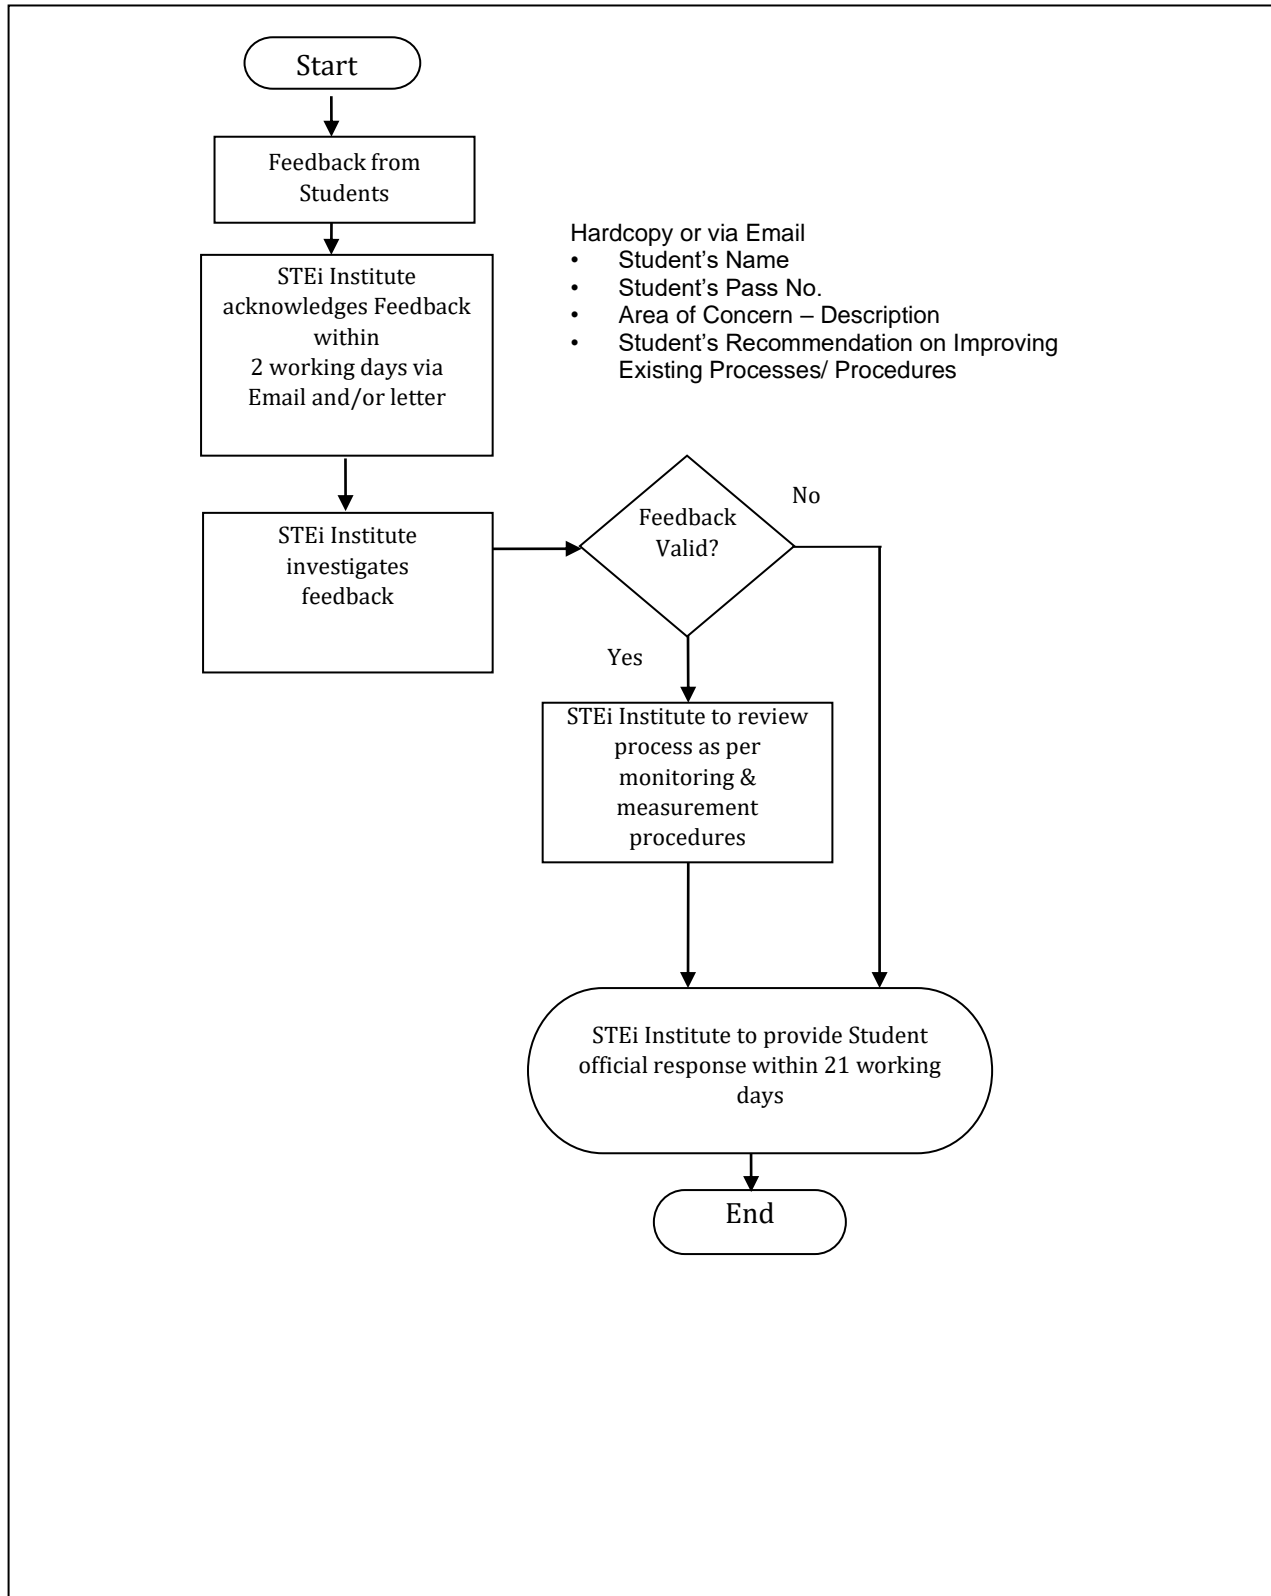 Start
Feedback from
Students
Hardcopy or via Email
• Student’s Name
• Student’s Pass No.
• Area of Concern – Description
• Student’s Recommendation on Improving
Existing Processes/ Procedures
STEi Institute
acknowledges Feedback
within
2 working days via
Email and/or letter
STEi Institute
investigates
feedback
Feedback
Valid?
No
Yes
STEi Institute to review
process as per
monitoring &
measurement
procedures
STEi Institute to provide Student
official response within 21 working
days
End